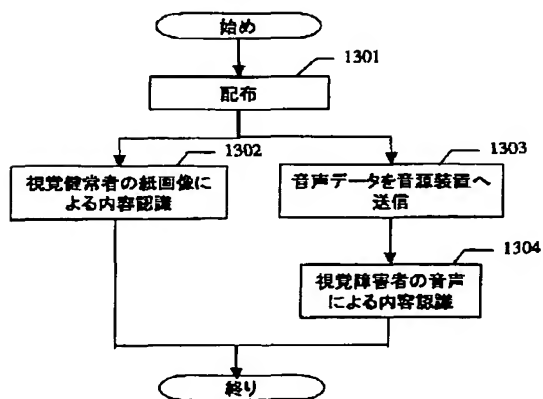 始め
1301
配布
1302
視覚健常者の紙画像に
よる内容認識
1303
音声データを音源装置へ
送信
1304
視覚障害者の音声
による内容認識
終り